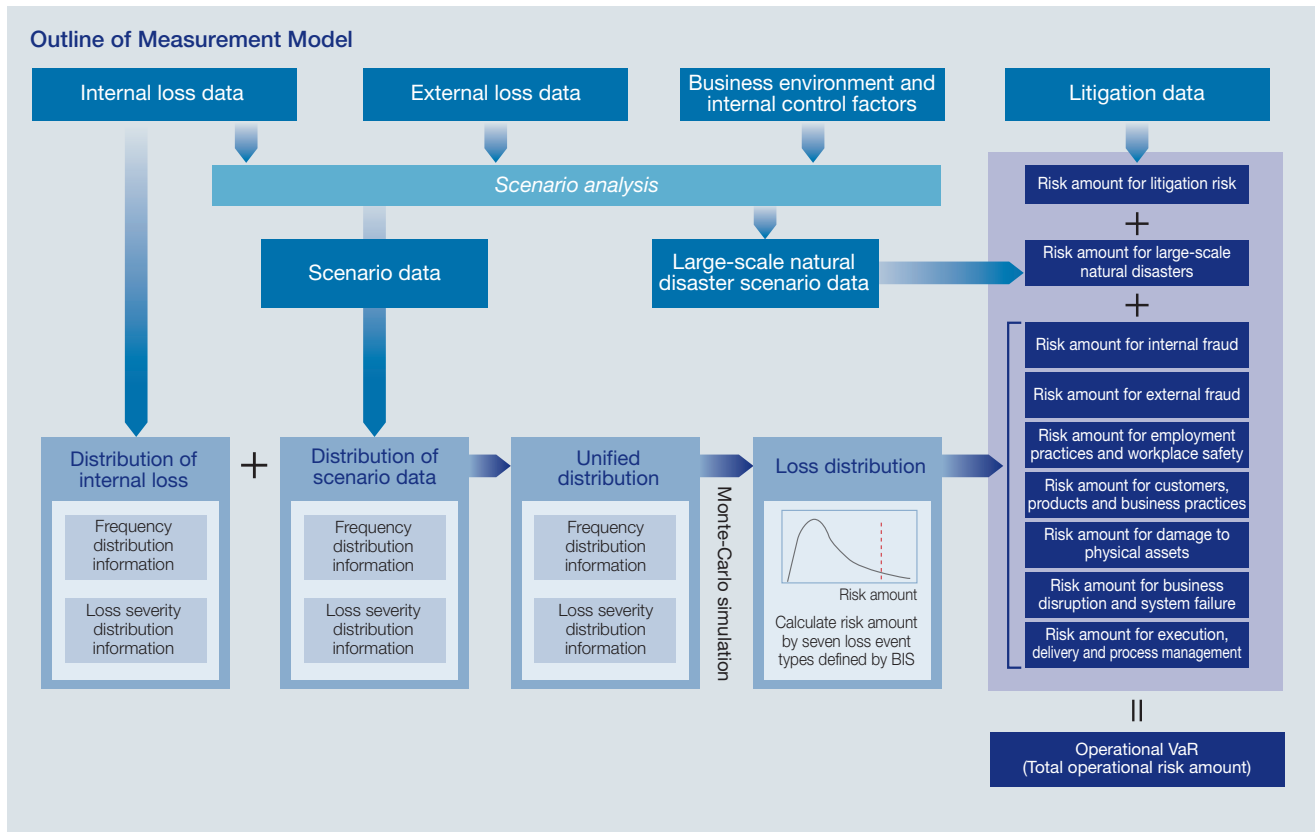 Outline of Measurement Model
Internal loss data
External loss data
Business environment and
internal control factors
Litigation data
Scenario analysis
Risk amount for litigation risk
+
Scenario data
Large-scale natural
disaster scenario data
Risk amount for large-scale
natural disasters
+
Risk amount for internal fraud
Risk amount for external fraud
Risk amount for employment
practices and workplace safety
Risk amount for customers,
products and business practices
Risk amount for damage to
physical assets
Risk amount for business
disruption and system failure
Risk amount for execution,
delivery and process management
Distribution of
internal loss
Frequency
distribution
information
Loss severity
distribution
information
+
Distribution of
scenario data
Frequency
distribution
information
Loss severity
distribution
information
Unified
distribution
Frequency
distribution
information
Loss severity
distribution
information
Monte-Carlo simulation
Loss distribution
Risk amount
Calculate risk amount
by seven loss event
types defined by BIS
=
Operational VaR
(Total operational risk amount)